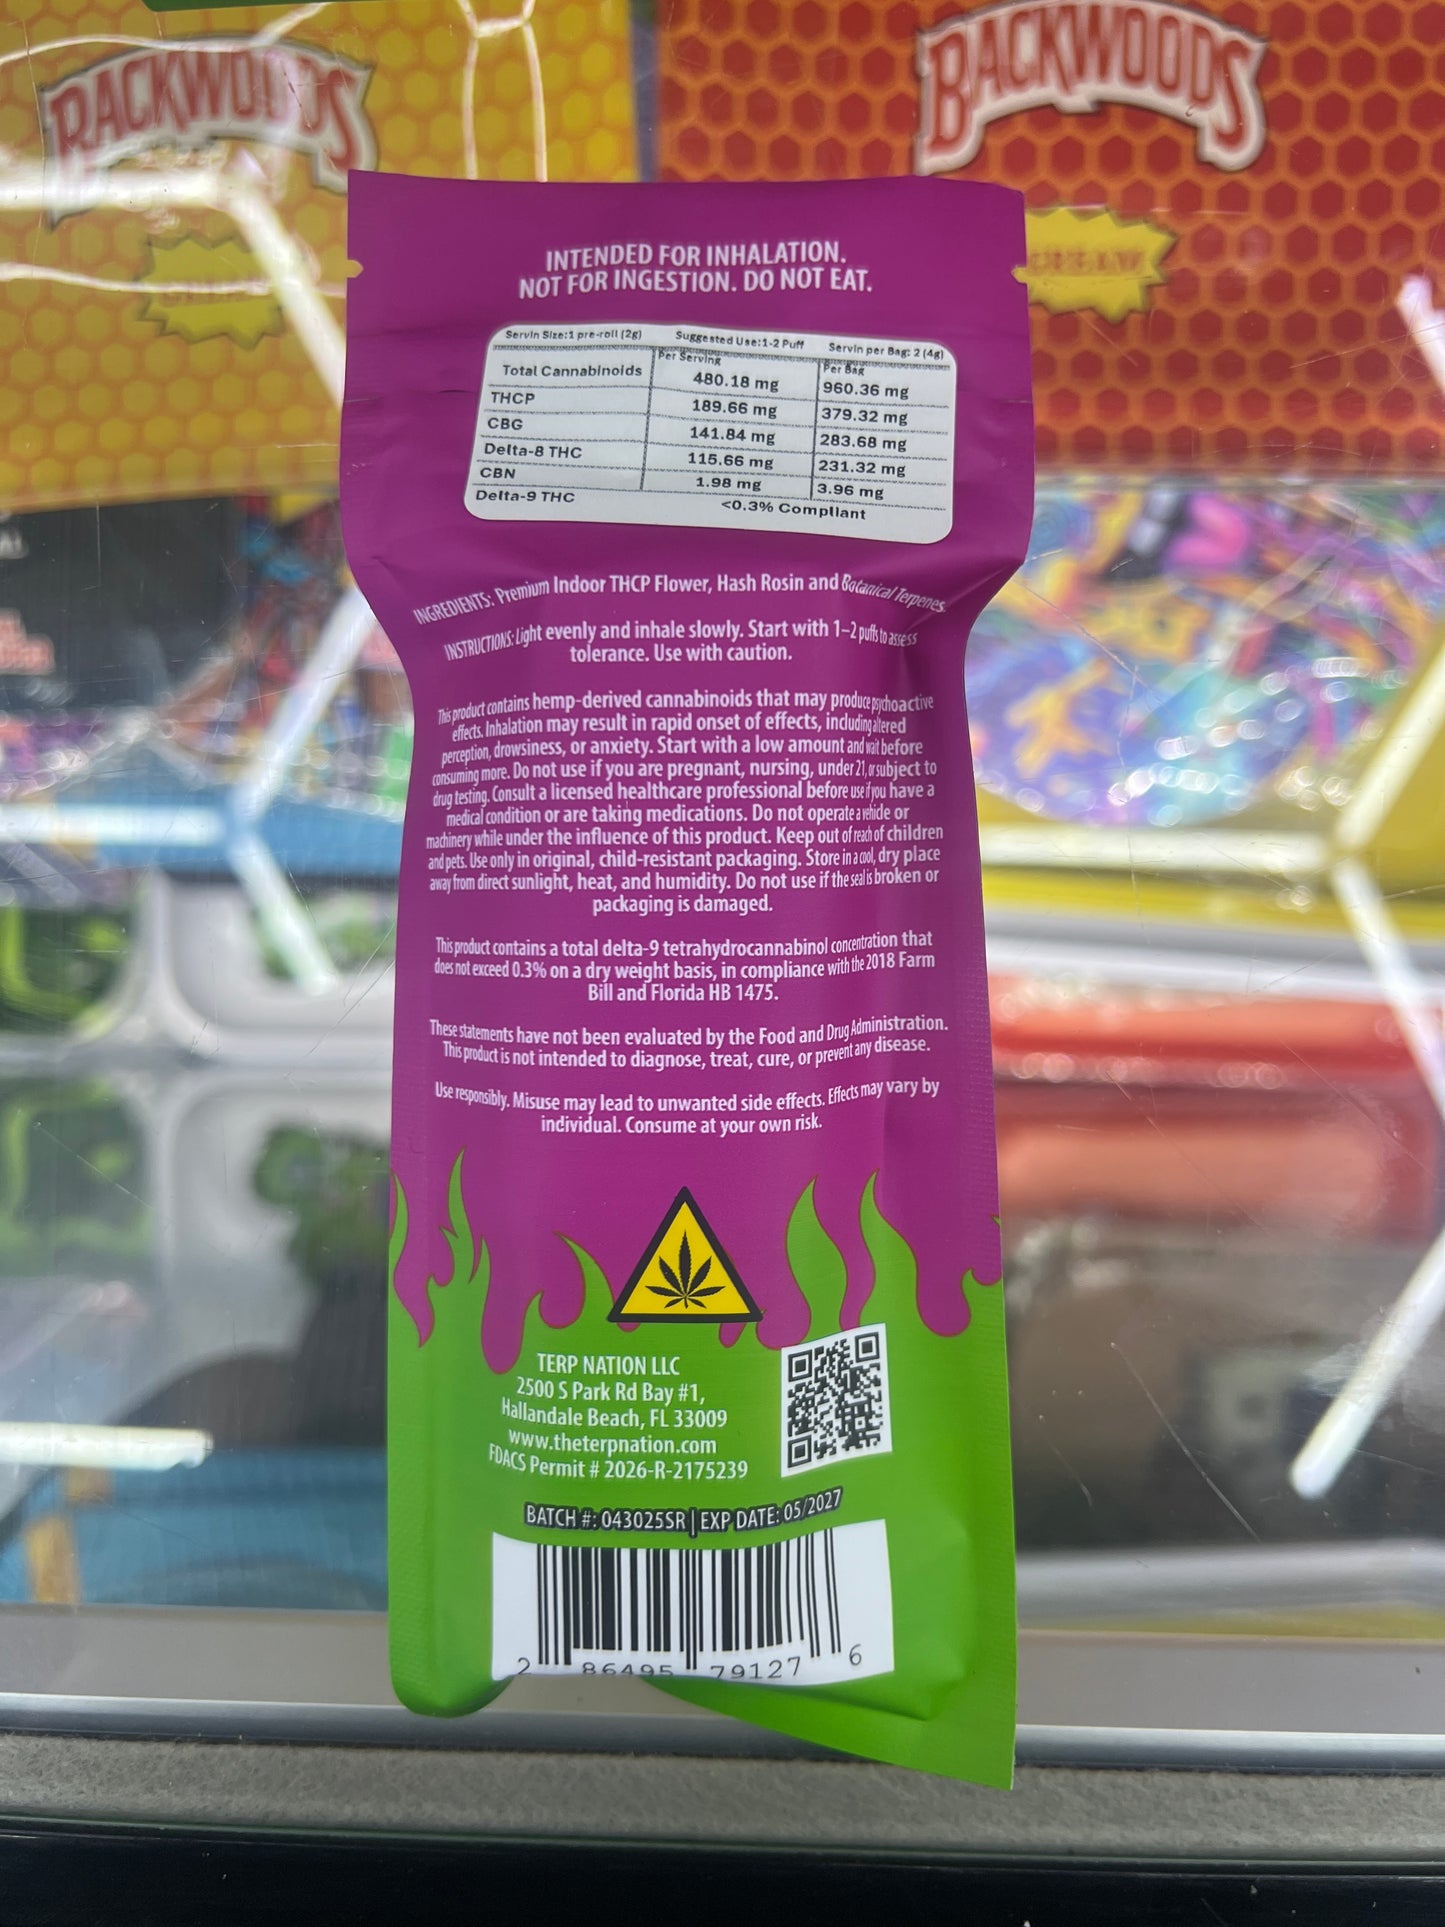 BACKWOODS
BACKWOODS
INTENDED FOR INHALATION.
NOT FOR INGESTION. DO NOT EAT.
Servin Size:1 pre-roll (2g) Suggested Use:1-2 Puff Servin per Bag: 2 (4g)
Per Serving Per Bag
Total Cannabinoids 480.18 mg 960.36 mg
THCP 189.66 mg 379.32 mg
CBG 141.84 mg 283.68 mg
Delta-8 THC 115.66 mg 231.32 mg
CBN 1.98 mg 3.96 mg
Delta-9 THC <0.3% Compliant
INGREDIENTS: Premium Indoor THCP Flower, Hash Rosin and Botanical Terpenes.
INSTRUCTIONS: Light evenly and inhale slowly. Start with 1–2 puffs to assess
tolerance. Use with caution.
This product contains hemp-derived cannabinoids that may produce psychoactive
effects. Inhalation may result in rapid onset of effects, including altered
perception, drowsiness, or anxiety. Start with a low amount and wait before
consuming more. Do not use if you are pregnant, nursing, under 21, or subject to
drug testing. Consult a licensed healthcare professional before use if you have a
medical condition or are taking medications. Do not operate a vehicle or
machinery while under the influence of this product. Keep out of reach of children
and pets. Use only in original, child-resistant packaging. Store in a cool, dry place
away from direct sunlight, heat, and humidity. Do not use if the seal is broken or
packaging is damaged.
This product contains a total delta-9 tetrahydrocannabinol concentration that
does not exceed 0.3% on a dry weight basis, in compliance with the 2018 Farm
Bill and Florida HB 1475.
These statements have not been evaluated by the Food and Drug Administration.
This product is not intended to diagnose, treat, cure, or prevent any disease.
Use responsibly. Misuse may lead to unwanted side effects. Effects may vary by
individual. Consume at your own risk.
TERP NATION LLC
2500 S Park Rd Bay #1,
Hallandale Beach, FL 33009
www.theterpnation.com
FDACS Permit # 2026-R-2175239
BATCH #: 043025SR | EXP DATE: 05/2027
2 86495 79127 6